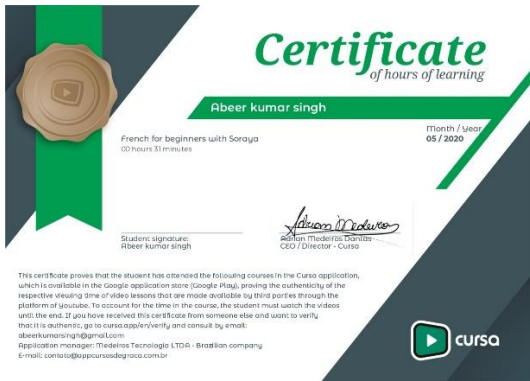 Certificate
of hours of learning
Abeer kumar singh
Month / Year
05 / 2020
French for beginners with Soraya
00 hours 31 minutes
Adrian Medeiros
Student signature:
Abeer kumar singh
Adrian Medeiros Dantas
CEO / Director - Cursa
This certificate proves that the student has attended the following courses in the Cursa application,
which is available in the Google application store (Google Play), proving the authenticity of the
respective viewing time of video lessons that are made available by third parties through the
platform of Youtube. To account for the time in the course, the student must watch the videos
until the end. If you have received this certificate from someone else and want to verify
that it is authentic, go to cursa.app/en/verify and consult by email:
abeerkumarsingh@gmail.com
Application manager: Medeiros Tecnologia LTDA - Brazilian company
E-mail: contato@appcursosdegraca.com.br
cursa